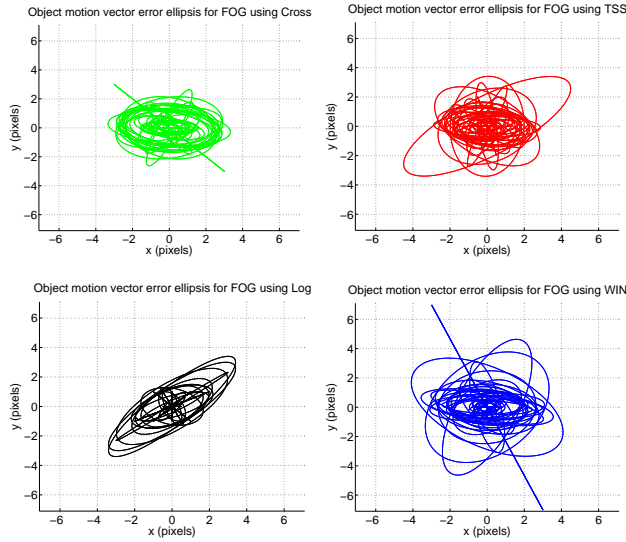 Object motion vector error ellipsis for FOG using Cross
Object motion vector error ellipsis for FOG using TSS
6
4
2
0
−2
−4
−6
y (pixels)
−6 −4 −2 0 2 4 6
x (pixels)
6
4
2
0
−2
−4
−6
y (pixels)
−6 −4 −2 0 2 4 6
x (pixels)
Object motion vector error ellipsis for FOG using Log
Object motion vector error ellipsis for FOG using WIN
6
4
2
0
−2
−4
−6
y (pixels)
−6 −4 −2 0 2 4 6
x (pixels)
6
4
2
0
−2
−4
−6
y (pixels)
−6 −4 −2 0 2 4 6
x (pixels)